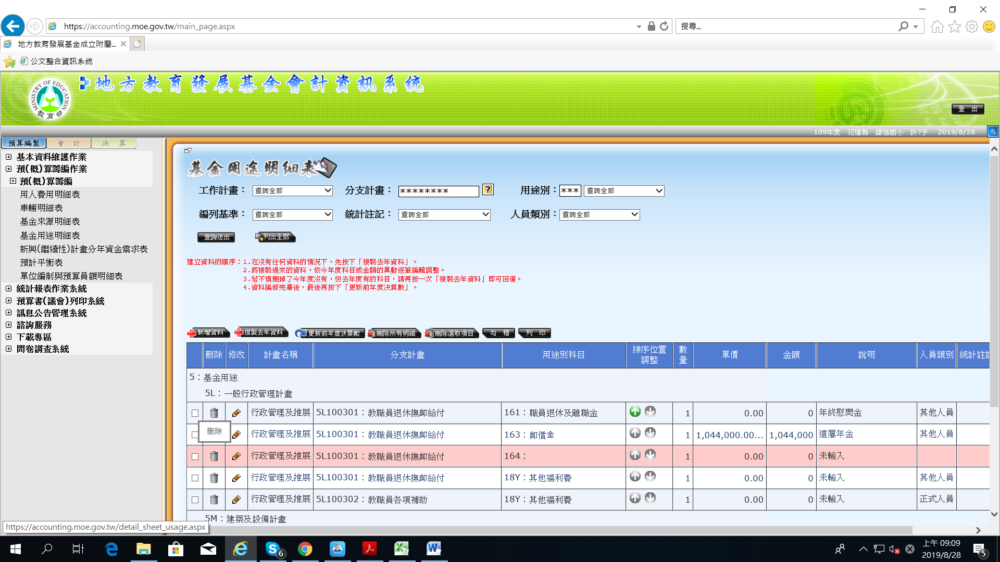 https://accounting.moe.gov.tw/main_page.aspx
搜尋...
地方教育發展基金成立附屬...
公文整合資訊系統
地方教育發展基金會計資訊系統
MINISTRY OF EDUCATION
教育部
登 出
109年度 花蓮縣 鑄強國小 許?予 2019/8/28
預算編製 會 計 決 算
基本資料維護作業
預(概)算籌編作業
預(概)算籌編
用人費用明細表
車輛明細表
基金來源明細表
基金用途明細表
新興(繼續性)計畫分年資金需求表
預計平衡表
單位編制與預算員額明細表
統計報表作業系統
預算書(議會)列印系統
訊息公告管理系統
諮詢服務
下載專區
問卷調查系統
基金用途明細表
工作計畫： 查詢全部 分支計畫： ******** ? 用途別： *** 查詢全部
編列基準： 查詢全部 統計註記： 查詢全部 人員類別： 查詢全部
查詢送出 列出全部
建立資料的順序：1.在沒有任何資料的情況下，先按下「複製去年資料」。
2.將複製過來的資料，依今年度科目或金額的異動逐筆編輯調整。
3.若不慎刪掉了今年度沒有，但去年度有的科目，請再按一次「複製去年資料」即可回復。
4.資料編修完畢後，最後再按下「更新前年度決算數」。
新增資料 複製去年資料 更新前年度決算數 刪除所有明細 刪除選取項目 勾 稽 列 印
刪除 修改 計畫名稱 分支計畫 用途別科目 排序位置調整 數量 單價 金額 說明 人員類別 統計註記
5：基金用途
5L：一般行政管理計畫
行政管理及推展 5L100301：教職員退休撫卹給付 161：職員退休及離職金 1 0.00 0 年終慰問金 其他人員
刪除
行政管理及推展 5L100301：教職員退休撫卹給付 163：卹償金 1 1,044,000.00... 1,044,000 遺屬年金 其他人員
行政管理及推展 5L100301：教職員退休撫卹給付 164： 1 0.00 0 未輸入
行政管理及推展 5L100301：教職員退休撫卹給付 18Y：其他福利費 1 0.00 0 未輸入 其他人員
行政管理及推展 5L100302：教職員各項補助 18Y：其他福利費 1 0.00 0 未輸入 正式人員
5M：建築及設備計畫
https://accounting.moe.gov.tw/detail_sheet_usage.aspx
6
上午 09:09
2019/8/28
5